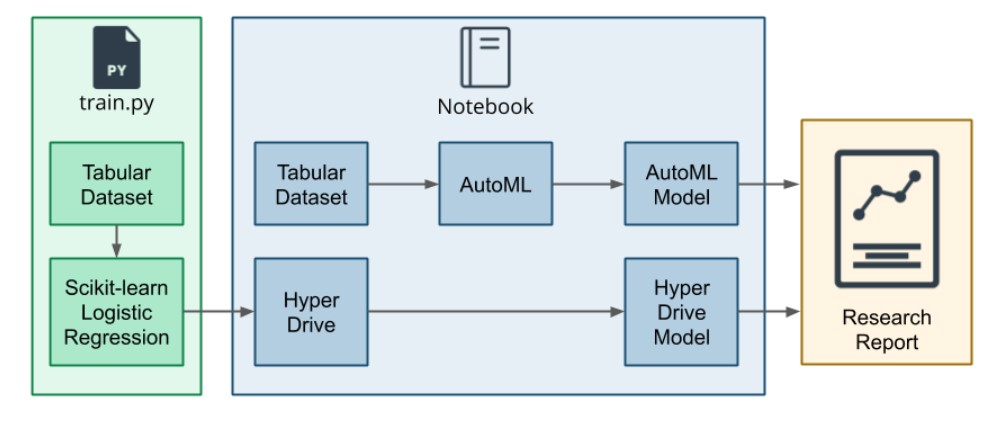 PY
train.py
Tabular
Dataset
Scikit-learn
Logistic
Regression
Notebook
Tabular
Dataset
AutoML
AutoML
Model
Hyper
Drive
Hyper
Drive
Model
Research
Report